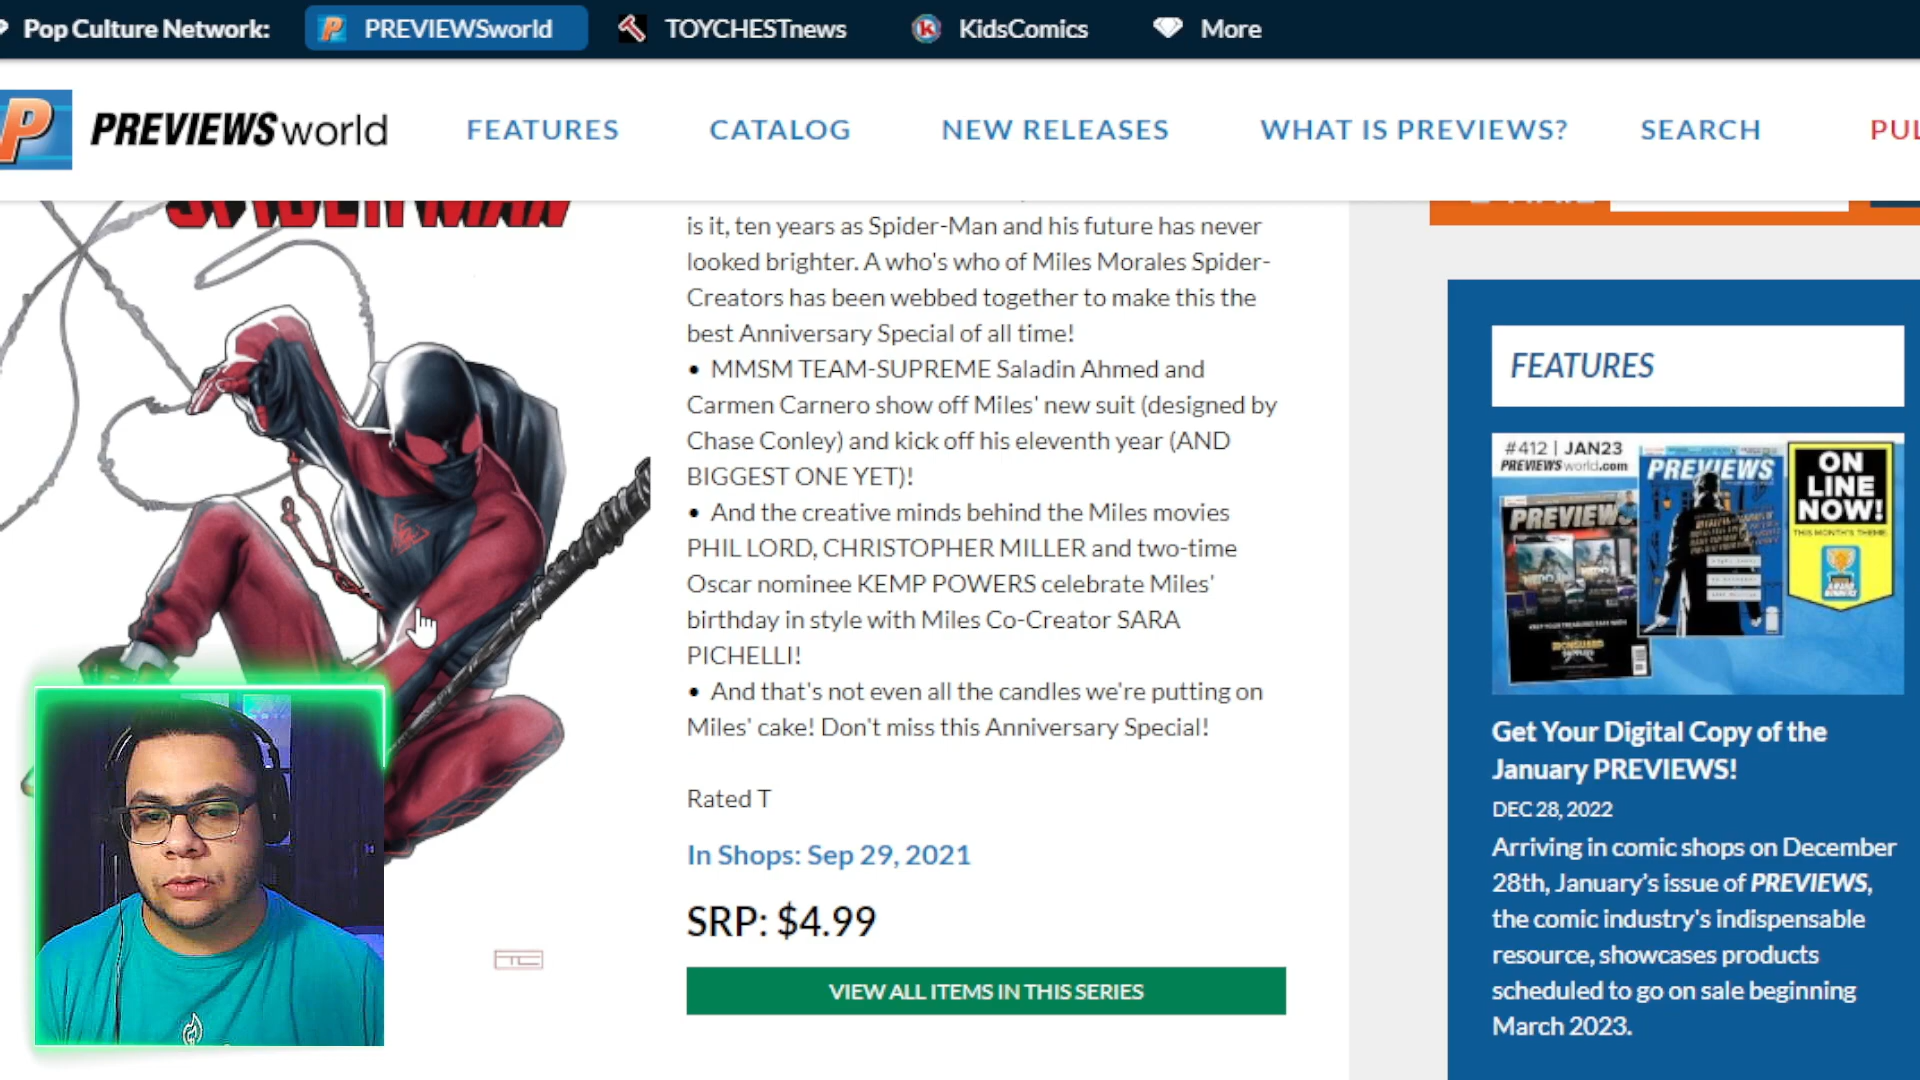 Pop Culture Network:
PREVIEWSworld
TOYCHESTnews
KidsComics
More
PREVIEWSworld
FEATURES
CATALOG
NEW RELEASES
WHAT IS PREVIEWS?
SEARCH
PUL
SPIDER-MAN
is it, ten years as Spider-Man and his future has never
looked brighter. A who's who of Miles Morales Spider-
Creators has been webbed together to make this the
best Anniversary Special of all time!
• MMSM TEAM-SUPREME Saladin Ahmed and
Carmen Carnero show off Miles' new suit (designed by
Chase Conley) and kick off his eleventh year (AND
BIGGEST ONE YET)!
• And the creative minds behind the Miles movies
PHIL LORD, CHRISTOPHER MILLER and two-time
Oscar nominee KEMP POWERS celebrate Miles'
birthday in style with Miles Co-Creator SARA
PICHELLI!
• And that's not even all the candles we're putting on
Miles' cake! Don't miss this Anniversary Special!
Rated T
In Shops: Sep 29, 2021
SRP: $4.99
VIEW ALL ITEMS IN THIS SERIES
FEATURES
#412 | JAN23
PREVIEWSworld.com
PREVIEWS
PREVIEWS
ON
LINE
NOW!
THIS MONTH'S THEME
Get Your Digital Copy of the
January PREVIEWS!
DEC 28, 2022
Arriving in comic shops on December
28th, January's issue of PREVIEWS,
the comic industry's indispensable
resource, showcases products
scheduled to go on sale beginning
March 2023.